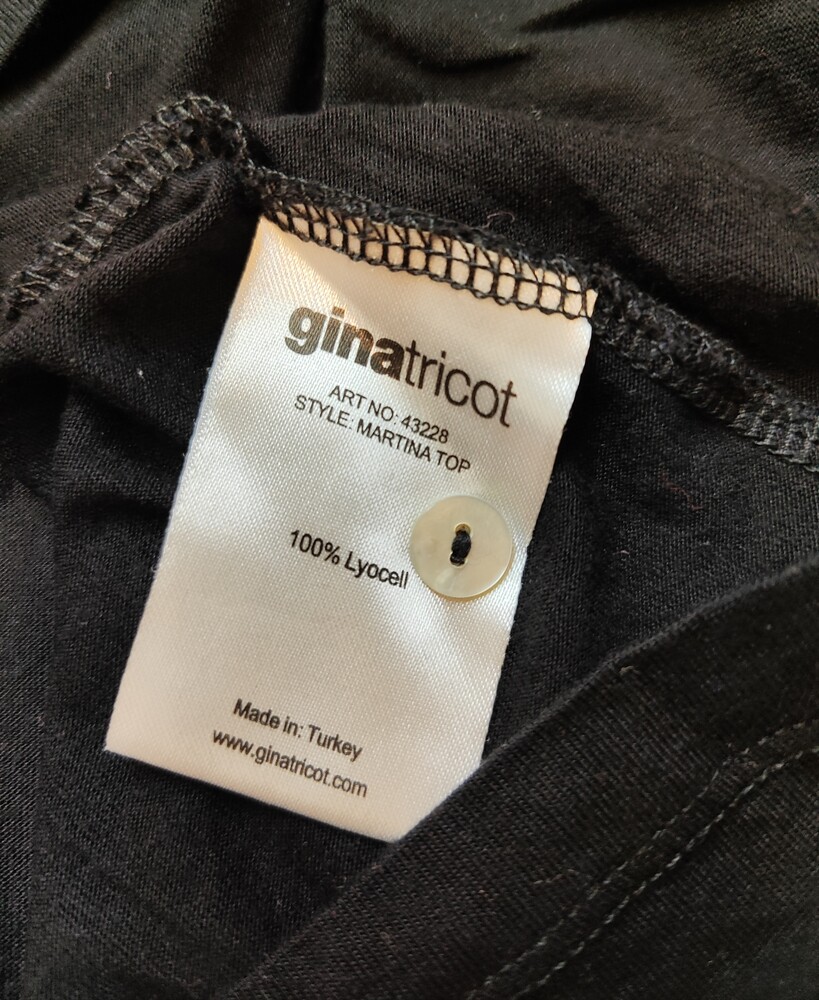 ginatricot
ART NO: 43228
STYLE: MARTINA TOP
100% Lyocell
Made in: Turkey
www.ginatricot.com